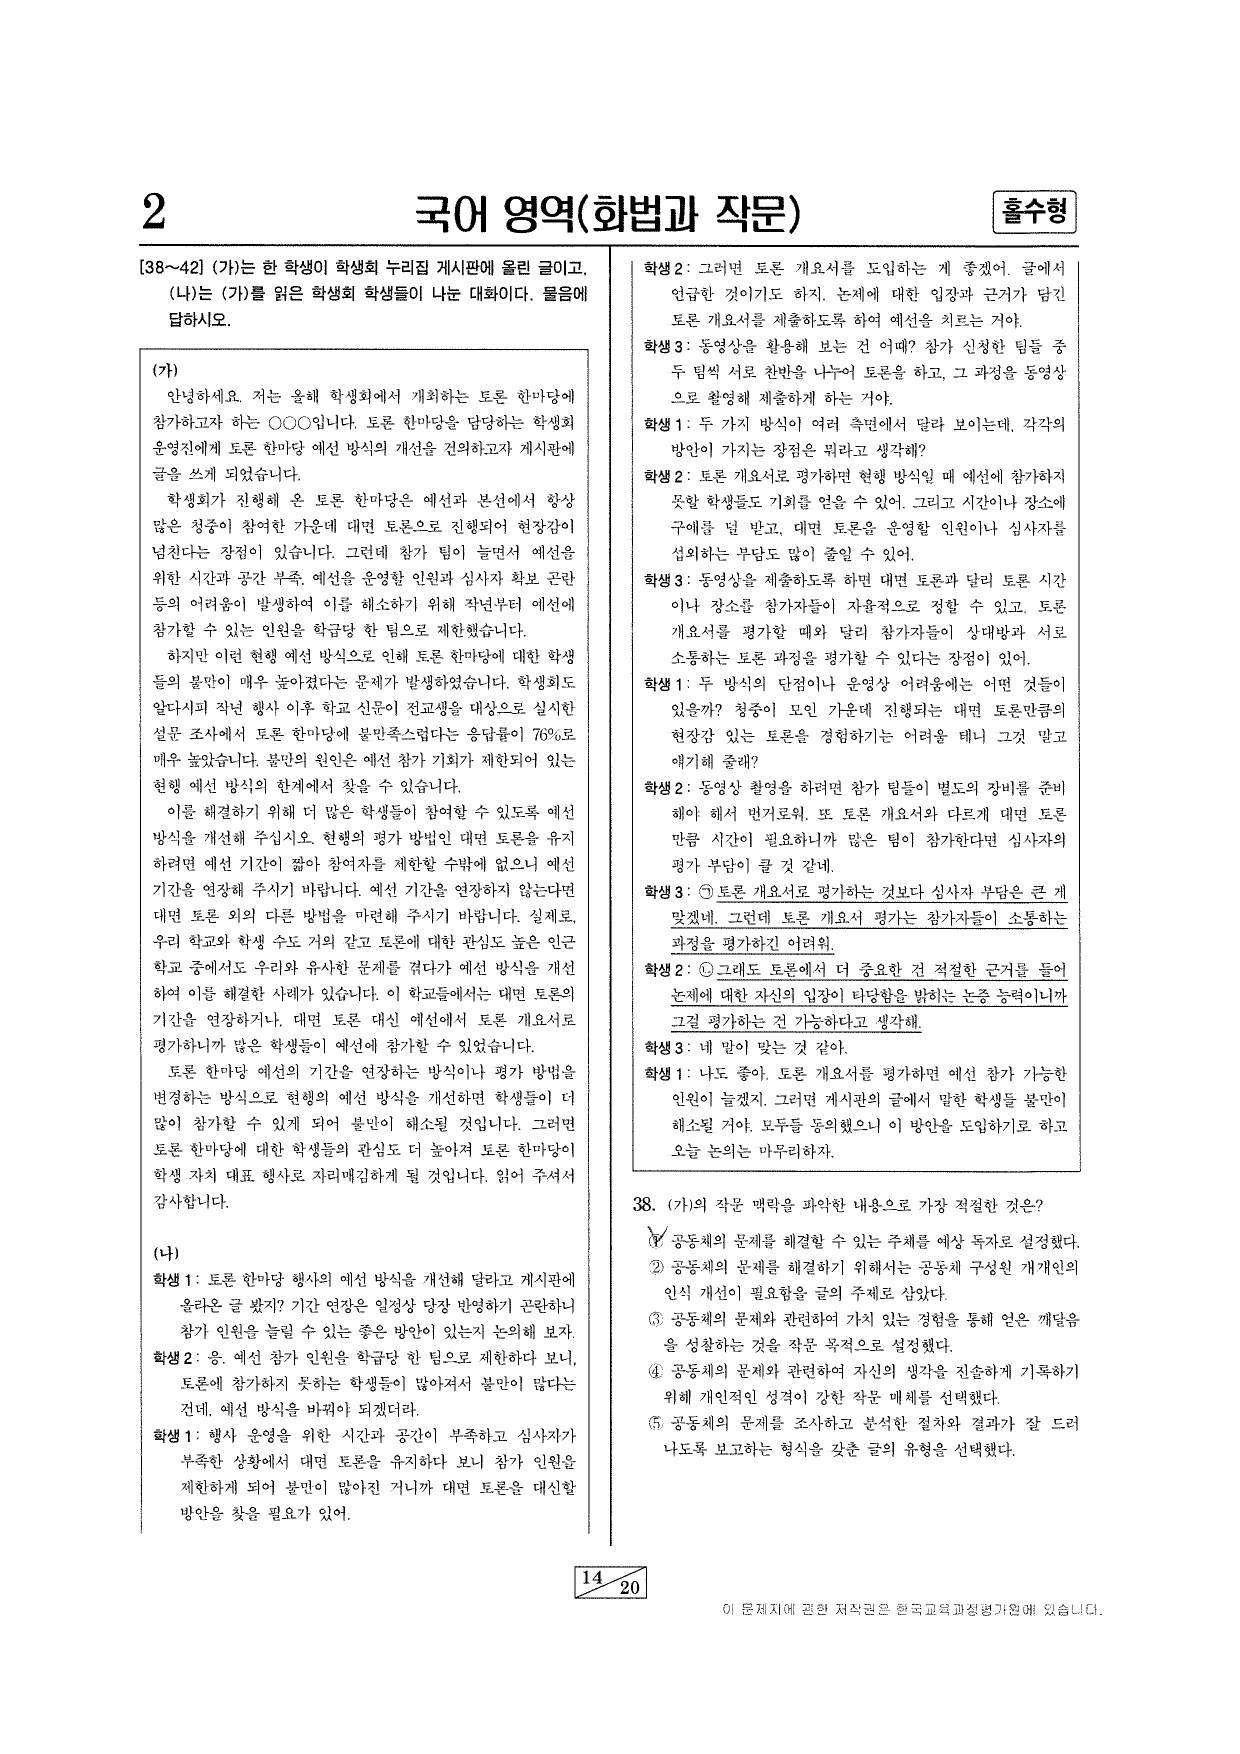 2
국어 영역(화법과 작문)
홀수형
[38~42] (가)는 한 학생이 학생회 누리집 게시판에 올린 글이고,
(나)는 (가)를 읽은 학생회 학생들이 나눈 대화이다. 물음에
답하시오.
(가)
안녕하세요. 저는 올해 학생회에서 개최하는 토론 한마당에
참가하고자 하는 ○○○입니다. 토론 한마당을 담당하는 학생회
운영진에게 토론 한마당 예선 방식의 개선을 건의하고자 게시판에
글을 쓰게 되었습니다.
학생회가 진행해 온 토론 한마당은 예선과 본선에서 항상
많은 청중이 참여한 가운데 대면 토론으로 진행되어 현장감이
넘친다는 장점이 있습니다. 그런데 참가 팀이 늘면서 예선을
위한 시간과 공간 부족, 예선을 운영할 인원과 심사자 확보 곤란
등의 어려움이 발생하여 이를 해소하기 위해 작년부터 예선에
참가할 수 있는 인원을 학급당 한 팀으로 제한했습니다.
하지만 이런 현행 예선 방식으로 인해 토론 한마당에 대한 학생
들의 불만이 매우 높아졌다는 문제가 발생하였습니다. 학생회도
알다시피 작년 행사 이후 학교 신문이 전교생을 대상으로 실시한
설문 조사에서 토론 한마당에 불만족스럽다는 응답률이 76%로
매우 높았습니다. 불만의 원인은 예선 참가 기회가 제한되어 있는
현행 예선 방식의 한계에서 찾을 수 있습니다.
이를 해결하기 위해 더 많은 학생들이 참여할 수 있도록 예선
방식을 개선해 주십시오. 현행의 평가 방법인 대면 토론을 유지
하려면 예선 기간이 짧아 참여자를 제한할 수밖에 없으니 예선
기간을 연장해 주시기 바랍니다. 예선 기간을 연장하지 않는다면
대면 토론 외의 다른 방법을 마련해 주시기 바랍니다. 실제로,
우리 학교와 학생 수도 거의 같고 토론에 대한 관심도 높은 인근
학교 중에서도 우리와 유사한 문제를 겪다가 예선 방식을 개선
하여 이를 해결한 사례가 있습니다. 이 학교들에서는 대면 토론의
기간을 연장하거나, 대면 토론 대신 예선에서 토론 개요서로
평가하니까 많은 학생들이 예선에 참가할 수 있었습니다.
토론 한마당 예선의 기간을 연장하는 방식이나 평가 방법을
변경하는 방식으로 현행의 예선 방식을 개선하면 학생들이 더
많이 참가할 수 있게 되어 불만이 해소될 것입니다. 그러면
토론 한마당에 대한 학생들의 관심도 더 높아져 토론 한마당이
학생 자치 대표 행사로 자리매김하게 될 것입니다. 읽어 주셔서
감사합니다.
(나)
학생 1 : 토론 한마당 행사의 예선 방식을 개선해 달라고 게시판에
올라온 글 봤지? 기간 연장은 일정상 당장 반영하기 곤란하니
참가 인원을 늘릴 수 있는 좋은 방안이 있는지 논의해 보자.
학생 2 : 응. 예선 참가 인원을 학급당 한 팀으로 제한하다 보니,
토론에 참가하지 못하는 학생들이 많아져서 불만이 많다는
건데, 예선 방식을 바꿔야 되겠더라.
학생 1 : 행사 운영을 위한 시간과 공간이 부족하고 심사자가
부족한 상황에서 대면 토론을 유지하다 보니 참가 인원을
제한하게 되어 불만이 많아진 거니까 대면 토론을 대신할
방안을 찾을 필요가 있어.
학생 2 : 그러면 토론 개요서를 도입하는 게 좋겠어. 글에서
언급한 것이기도 하지. 논제에 대한 입장과 근거가 담긴
토론 개요서를 제출하도록 하여 예선을 치르는 거야.
학생 3 : 동영상을 활용해 보는 건 어때? 참가 신청한 팀들 중
두 팀씩 서로 찬반을 나누어 토론을 하고, 그 과정을 동영상
으로 촬영해 제출하게 하는 거야.
학생 1 : 두 가지 방식이 여러 측면에서 달라 보이는데, 각각의
방안이 가지는 장점은 뭐라고 생각해?
학생 2 : 토론 개요서로 평가하면 현행 방식일 때 예선에 참가하지
못할 학생들도 기회를 얻을 수 있어. 그리고 시간이나 장소에
구애를 덜 받고, 대면 토론을 운영할 인원이나 심사자를
섭외하는 부담도 많이 줄일 수 있어.
학생 3 : 동영상을 제출하도록 하면 대면 토론과 달리 토론 시간
이나 장소를 참가자들이 자율적으로 정할 수 있고, 토론
개요서를 평가할 때와 달리 참가자들이 상대방과 서로
소통하는 토론 과정을 평가할 수 있다는 장점이 있어.
학생 1 : 두 방식의 단점이나 운영상 어려움에는 어떤 것들이
있을까? 청중이 모인 가운데 진행되는 대면 토론만큼의
현장감 있는 토론을 경험하기는 어려울 테니 그것 말고
얘기해 줄래?
학생 2 : 동영상 촬영을 하려면 참가 팀들이 별도의 장비를 준비
해야 해서 번거로워. 또 토론 개요서와 다르게 대면 토론
만큼 시간이 필요하니까 많은 팀이 참가한다면 심사자의
평가 부담이 클 것 같네.
학생 3 : ㉠토론 개요서로 평가하는 것보다 심사자 부담은 큰 게
맞겠네. 그런데 토론 개요서 평가는 참가자들이 소통하는
과정을 평가하긴 어려워.
학생 2 : ㉡그래도 토론에서 더 중요한 건 적절한 근거를 들어
논제에 대한 자신의 입장이 타당함을 밝히는 논증 능력이니까
그걸 평가하는 건 가능하다고 생각해.
학생 3 : 네 말이 맞는 것 같아.
학생 1 : 나도 좋아. 토론 개요서를 평가하면 예선 참가 가능한
인원이 늘겠지. 그러면 게시판의 글에서 말한 학생들 불만이
해소될 거야. 모두들 동의했으니 이 방안을 도입하기로 하고
오늘 논의는 마무리하자.
38. (가)의 작문 맥락을 파악한 내용으로 가장 적절한 것은?
① 공동체의 문제를 해결할 수 있는 주체를 예상 독자로 설정했다.
② 공동체의 문제를 해결하기 위해서는 공동체 구성원 개개인의
인식 개선이 필요함을 글의 주제로 삼았다.
③ 공동체의 문제와 관련하여 가치 있는 경험을 통해 얻은 깨달음
을 성찰하는 것을 작문 목적으로 설정했다.
④ 공동체의 문제와 관련하여 자신의 생각을 진솔하게 기록하기
위해 개인적인 성격이 강한 작문 매체를 선택했다.
⑤ 공동체의 문제를 조사하고 분석한 절차와 결과가 잘 드러
나도록 보고하는 형식을 갖춘 글의 유형을 선택했다.
14
20
이 문제지에 관한 저작권은 한국교육과정평가원에 있습니다.